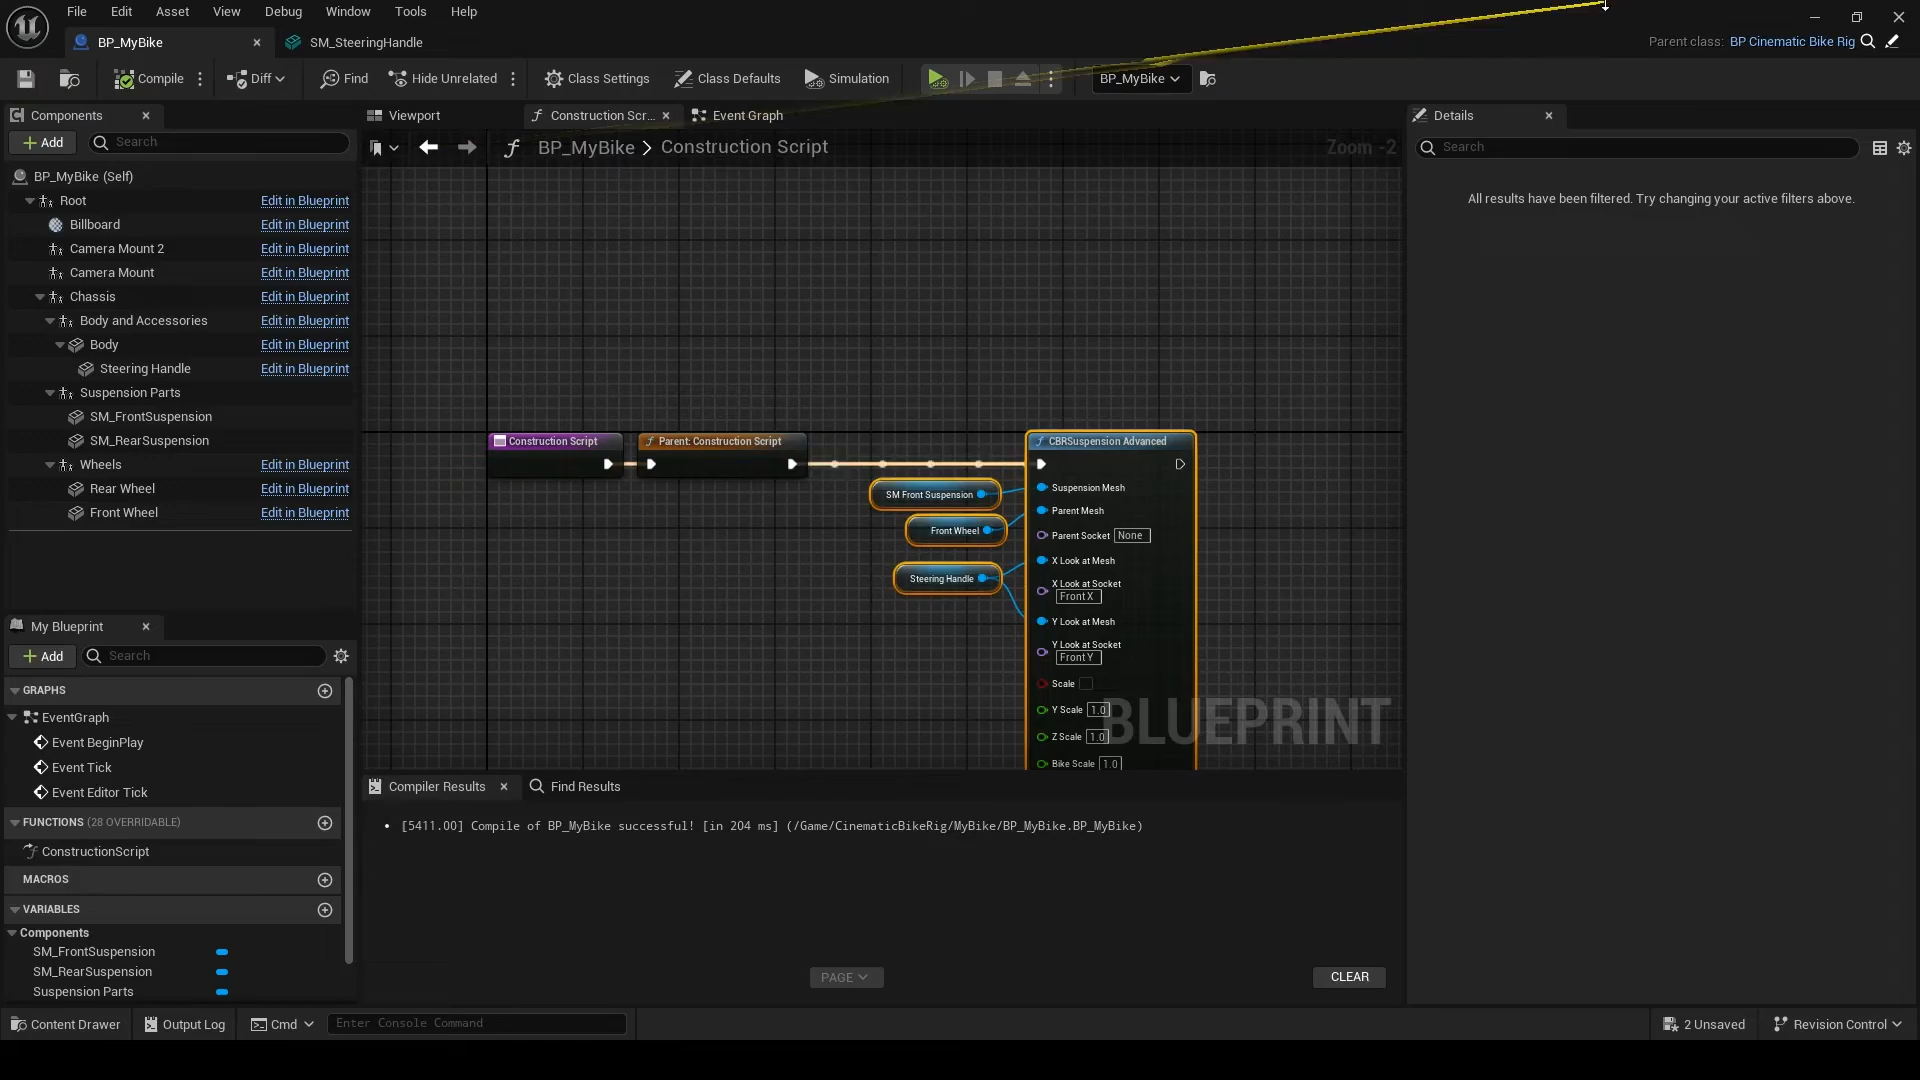 File Edit Asset View Debug Window Tools Help
BP_MyBike SM_SteeringHandle
Parent class: BP Cinematic Bike Rig
Compile Diff Find Hide Unrelated Class Settings Class Defaults Simulation BP_MyBike
Components
Add Search
BP_MyBike (Self)
Root Edit in Blueprint
Billboard Edit in Blueprint
Camera Mount 2 Edit in Blueprint
Camera Mount Edit in Blueprint
Chassis Edit in Blueprint
Body and Accessories Edit in Blueprint
Body Edit in Blueprint
Steering Handle Edit in Blueprint
Suspension Parts Edit in Blueprint
SM_FrontSuspension
SM_RearSuspension
Wheels Edit in Blueprint
Rear Wheel Edit in Blueprint
Front Wheel Edit in Blueprint
My Blueprint
Add Search
GRAPHS
EventGraph
Event BeginPlay
Event Tick
Event Editor Tick
FUNCTIONS (28 OVERRIDABLE)
ConstructionScript
MACROS
VARIABLES
Components
SM_FrontSuspension
SM_RearSuspension
Suspension Parts
Viewport Construction Scr... Event Graph
BP_MyBike > Construction Script Zoom -2
Construction Script
Parent: Construction Script
CBRSuspension Advanced
SM Front Suspension
Front Wheel
Steering Handle
Suspension Mesh
Parent Mesh
Parent Socket None
X Look at Mesh
X Look at Socket
Front X
Y Look at Mesh
Y Look at Socket
Front Y
Scale
Y Scale 1.0
Z Scale 1.0
Bike Scale 1.0
BLUEPRINT
Compiler Results Find Results
[5411.00] Compile of BP_MyBike successful! [in 204 ms] (/Game/CinematicBikeRig/MyBike/BP_MyBike.BP_MyBike)
PAGE CLEAR
Details
Search
All results have been filtered. Try changing your active filters above.
Content Drawer Output Log Cmd Enter Console Command 2 Unsaved Revision Control